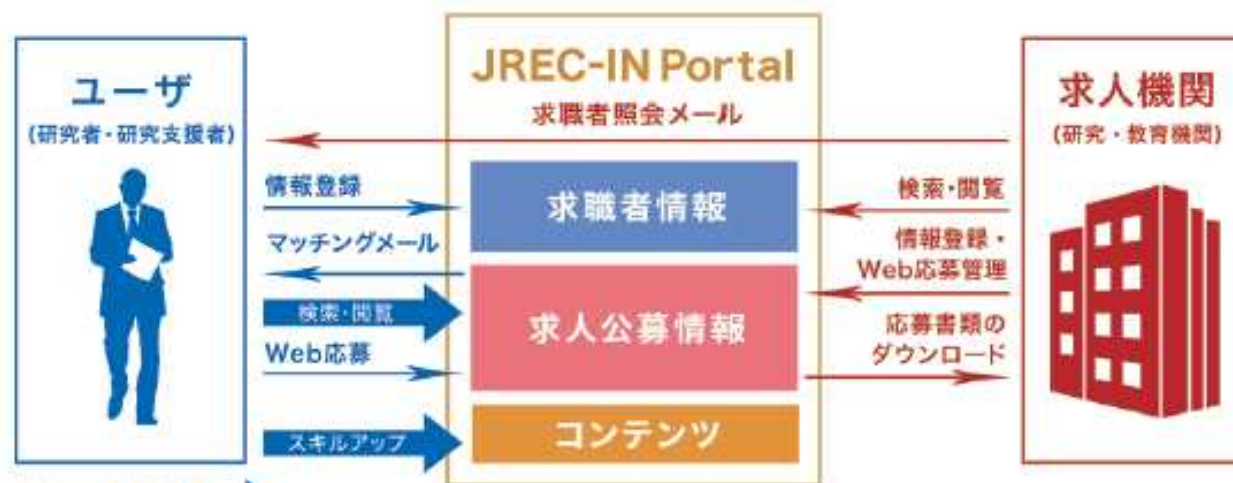 ユーザ
(研究者・研究支援者)
JREC-IN Portal
求職者照会メール
求人機関
(研究・教育機関)
情報登録
マッチングメール
検索・閲覧
Web応募
スキルアップ
求職者情報
求人公募情報
コンテンツ
検索・閲覧
情報登録・
Web応募管理
応募書類の
ダウンロード